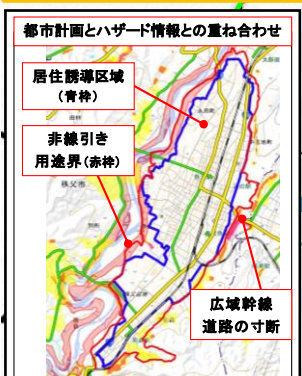 都市計画とハザード情報との重ね合わせ
居住誘導区域
（青枠）
非線引き
用途界（赤枠）
秩父市
広域幹線
道路の寸断